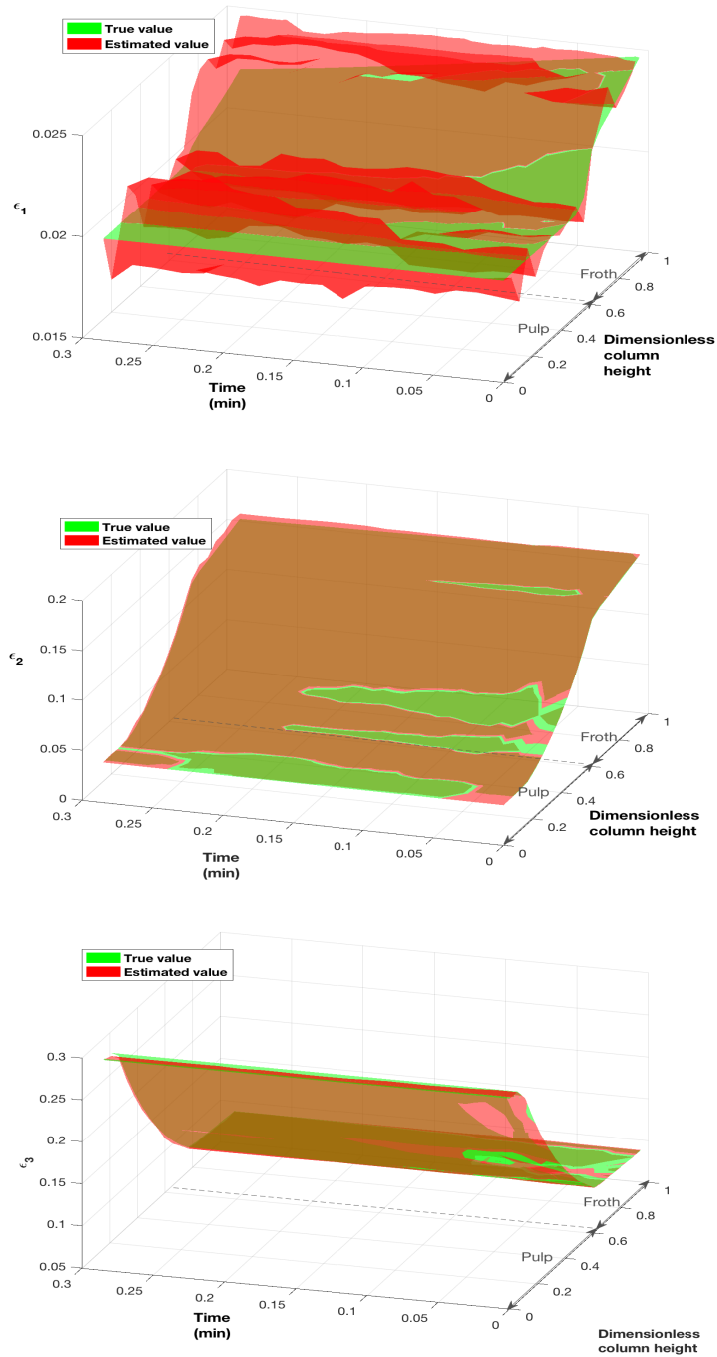 True value
Estimated value
0.025
ϵ1
0.02
0.015
0.3
0.25
0.2
0.15
0.1
0.05
0
Time
(min)
0
0.2
0.4
0.6
0.8
1
Pulp
Froth
Dimensionless
column
height
True value
Estimated value
0.2
0.15
ϵ2
0.1
0.05
0
0.3
0.25
0.2
0.15
0.1
0.05
0
Time
(min)
0
0.2
0.4
0.6
0.8
1
Pulp
Froth
Dimensionless
column height
True value
Estimated value
0.3
0.25
0.2
ϵ3
0.15
0.1
0.05
0.3
0.25
0.2
0.15
0.1
0.05
0
Time
(min)
0
0.2
0.4
0.6
0.8
1
Pulp
Froth
Dimensionless
column height